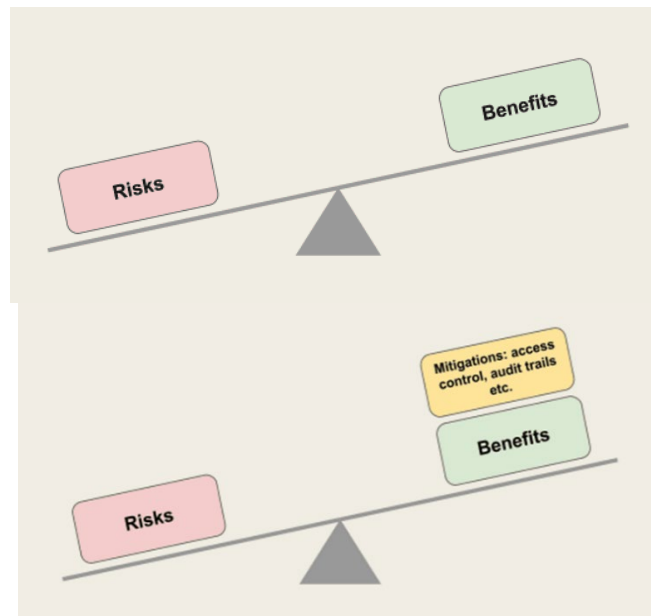 Benefits
Risks
Mitigations: access
control, audit trails
etc.
Benefits
Risks